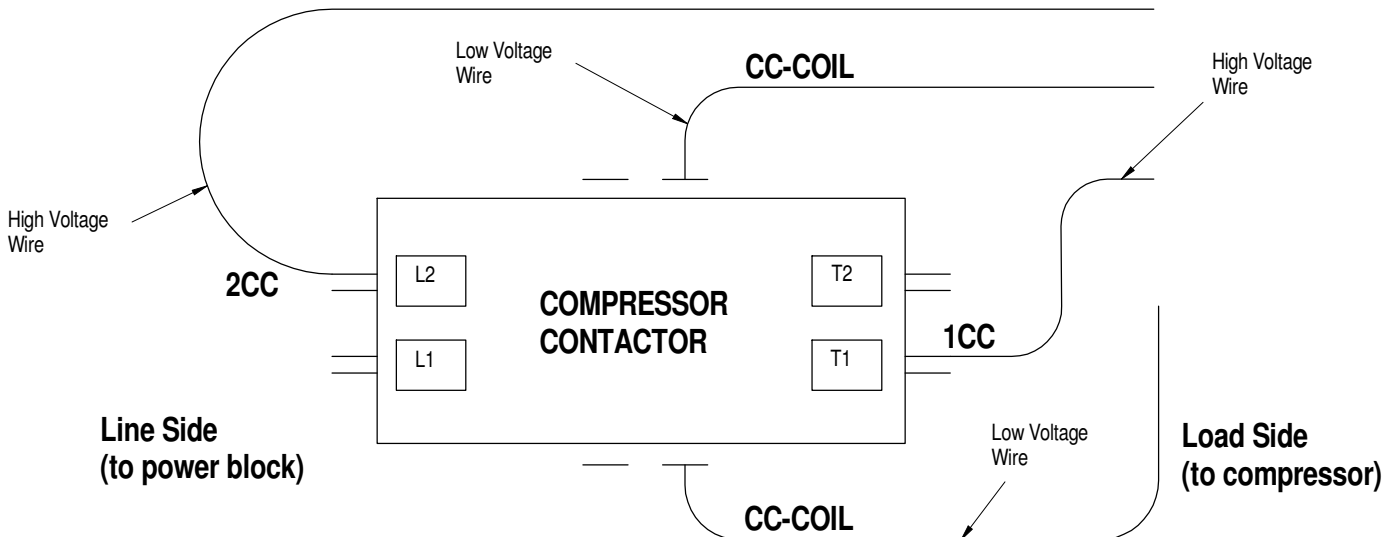 Low Voltage
Wire
CC-COIL
High Voltage
Wire
High Voltage
Wire
2CC
L2
COMPRESSOR
CONTACTOR
T2
L1
T1
1CC
Line Side
(to power block)
Low Voltage
Wire
Load Side
(to compressor)
CC-COIL